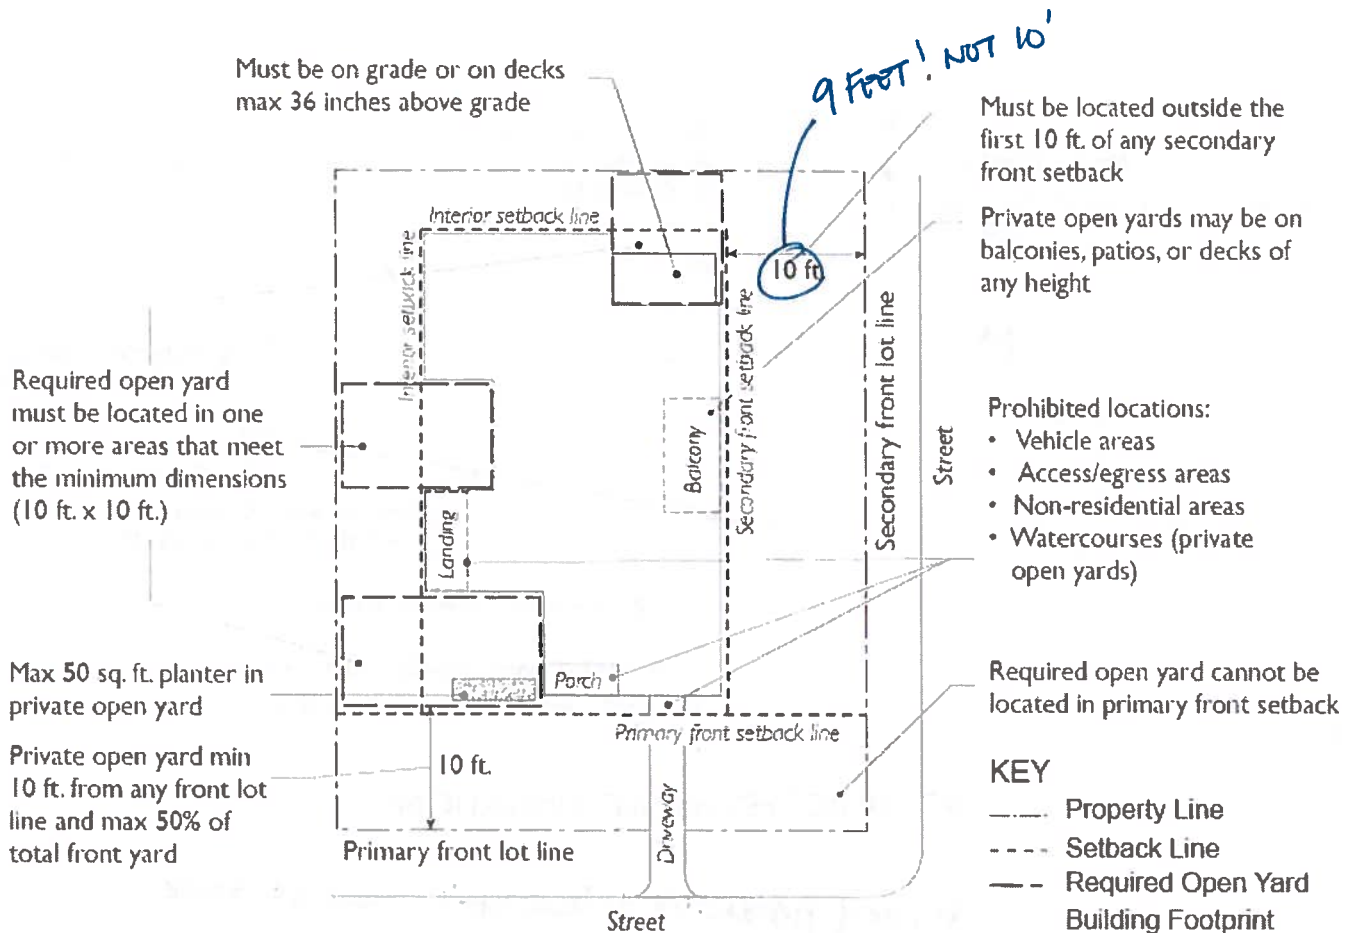 9 FEET! NOT 10'
Must be on grade or on decks
max 36 inches above grade
Must be located outside the
first 10 ft. of any secondary
front setback
Private open yards may be on
balconies, patios, or decks of
any height
Interior setback line
Interior setback line
10 ft.
Secondary front setback line
Secondary front lot line
Street
Balcony
Required open yard
must be located in one
or more areas that meet
the minimum dimensions
(10 ft. x 10 ft.)
Prohibited locations:
• Vehicle areas
• Access/egress areas
• Non-residential areas
• Watercourses (private
open yards)
Landing
Max 50 sq. ft. planter in
private open yard
Porch
Required open yard cannot be
located in primary front setback
Primary front setback line
Private open yard min
10 ft. from any front lot
line and max 50% of
total front yard
10 ft.
Driveway
Primary front lot line
Street
KEY
Property Line
Setback Line
Required Open Yard
Building Footprint